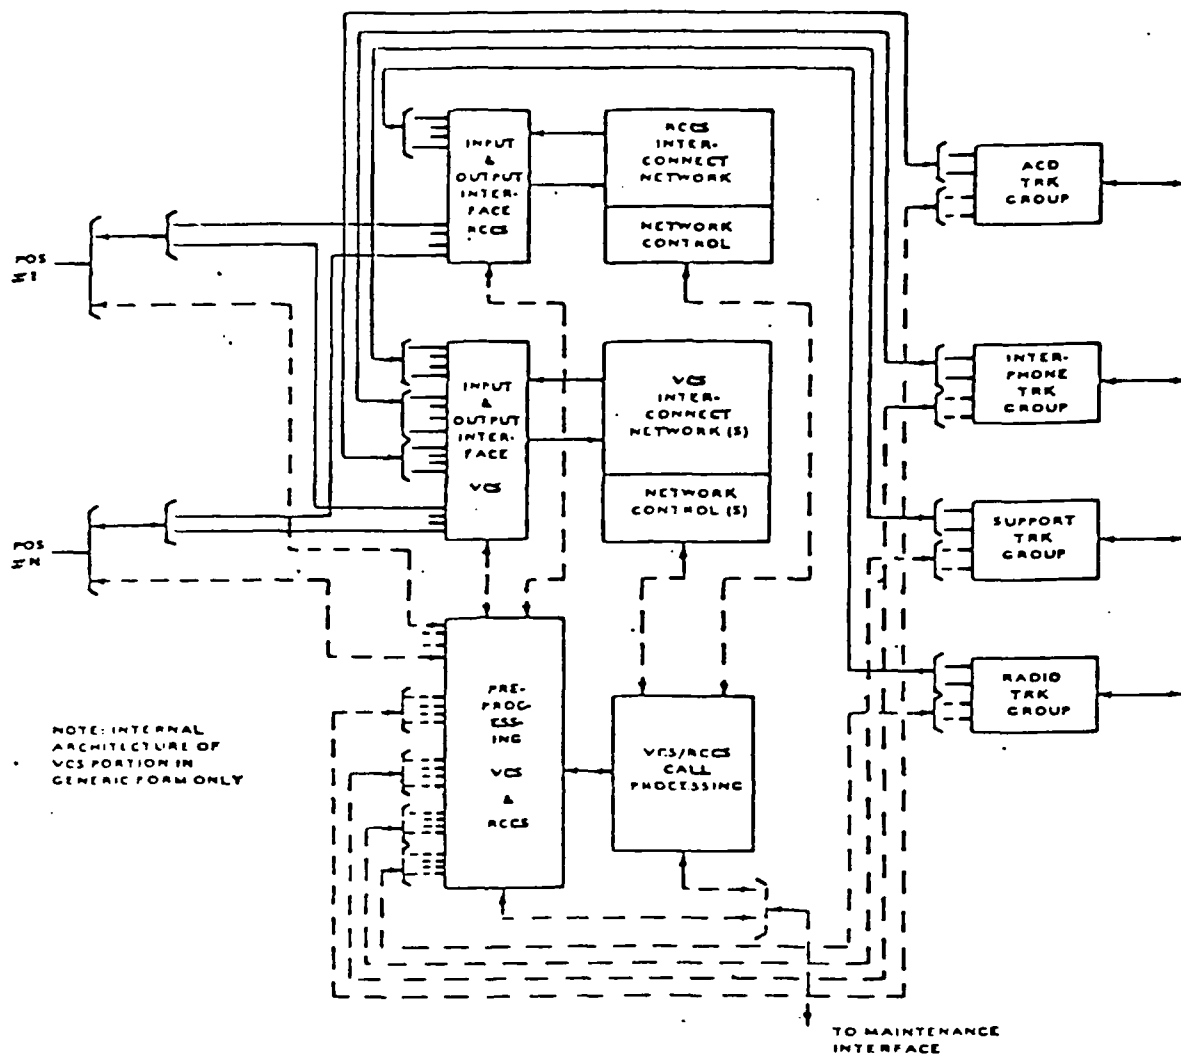 RCCS
INTER-
CONNECT
NETWORK
NETWORK
CONTROL
INPUT
&
OUTPUT
INTER-
FACE
RCCS
ACD
TRK
GROUP
POS
#1
INPUT
&
OUTPUT
INTER-
FACE
VCS
VCS
INTER-
CONNECT
NETWORK (S)
NETWORK
CONTROL (S)
INTER-
PHONE
TRK
GROUP
POS
#N
SUPPORT
TRK
GROUP
PRE-
PROC-
ESS-
ING
VCS
&
RCCS
VCS/RCCS
CALL
PROCESSING
RADIO
TRK
GROUP
NOTE: INTERNAL
ARCHITECTURE OF
VCS PORTION IN
GENERIC FORM ONLY
TO MAINTENANCE
INTERFACE